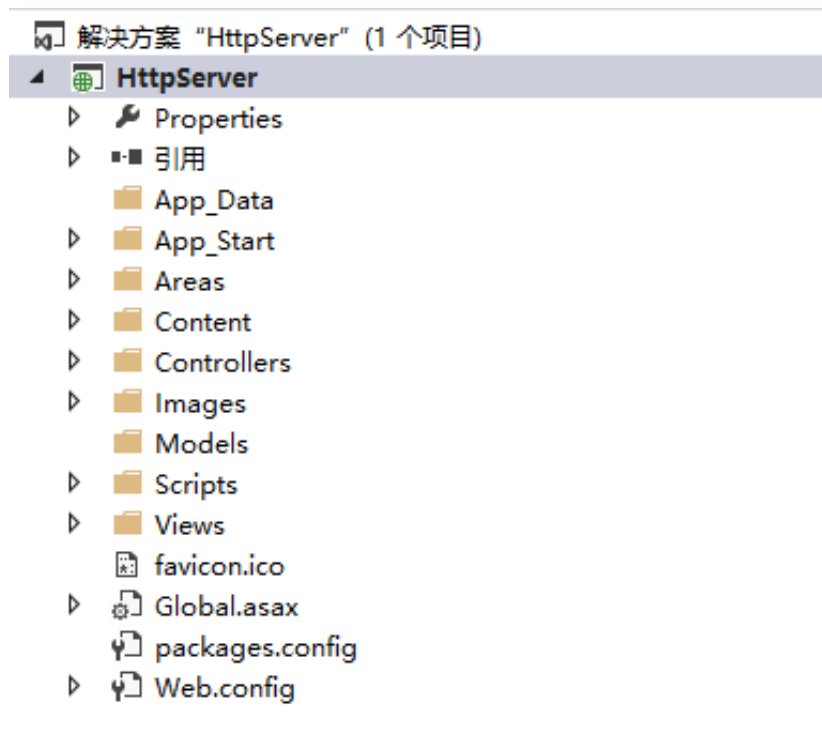 解决方案 "HttpServer" (1 个项目)
HttpServer
Properties
引用
App_Data
App_Start
Areas
Content
Controllers
Images
Models
Scripts
Views
favicon.ico
Global.asax
packages.config
Web.config